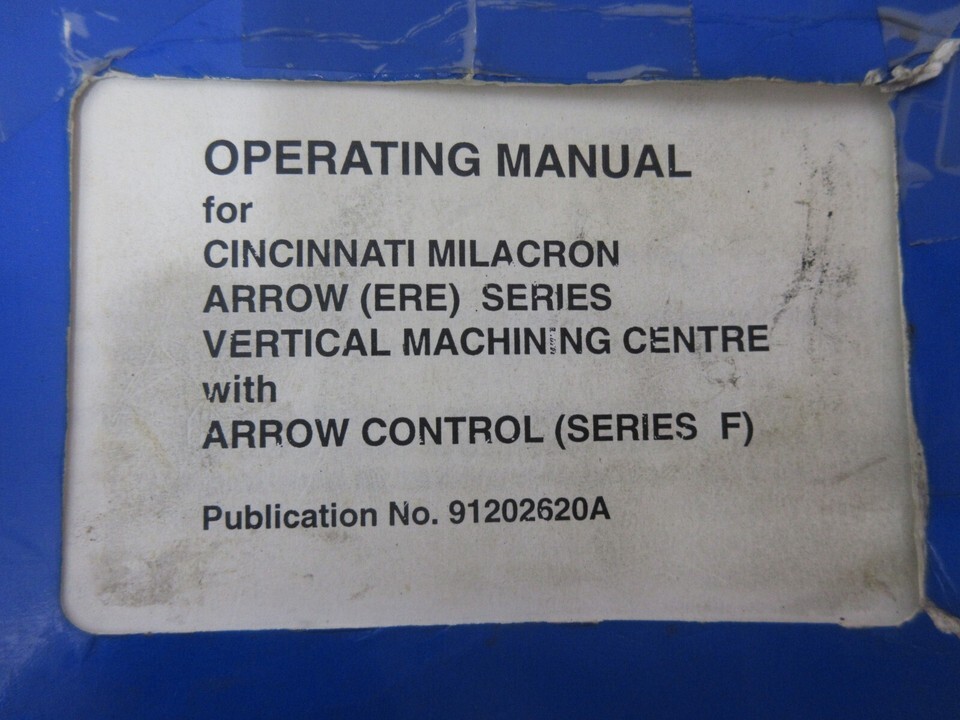 OPERATING MANUAL
for
CINCINNATI MILACRON
ARROW (ERE) SERIES
VERTICAL MACHINING CENTRE
with
ARROW CONTROL (SERIES F)
Publication No. 91202620A